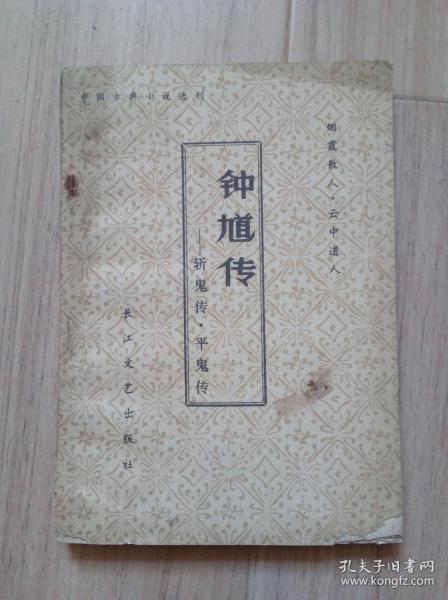 中国古典小说选刊
烟霞散人·云中道人
钟馗传
——斩鬼传·平鬼传
长江文艺出版社
孔夫子旧书网
www.kongfz.com